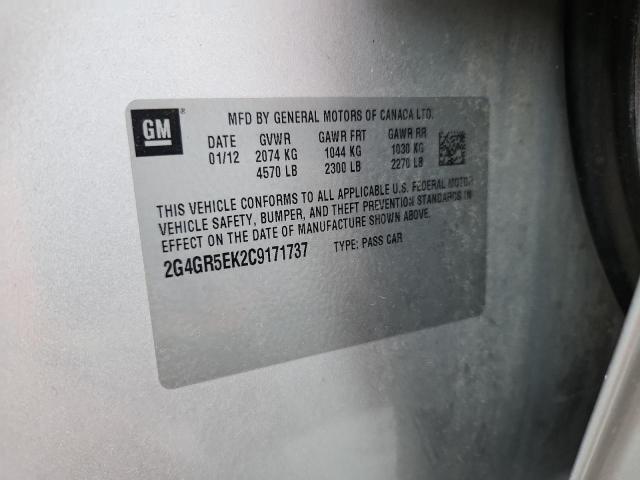 GM
MFD BY GENERAL MOTORS OF CANADA LTD.
DATE GVWR GAWR FRT GAWR RR
01/12 2074 KG 1044 KG 1030 KG
4570 LB 2300 LB 2270 LB
THIS VEHICLE CONFORMS TO ALL APPLICABLE U.S. FEDERAL MOTOR
VEHICLE SAFETY, BUMPER, AND THEFT PREVENTION STANDARDS IN
EFFECT ON THE DATE OF MANUFACTURE SHOWN ABOVE.
2G4GR5EK2C9171737 TYPE: PASS CAR